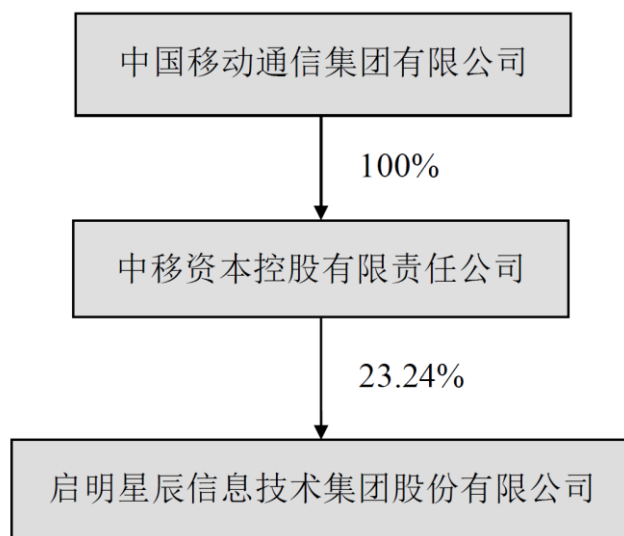 中国移动通信集团有限公司
100%
中移资本控股有限责任公司
23.24%
启明星辰信息技术集团股份有限公司